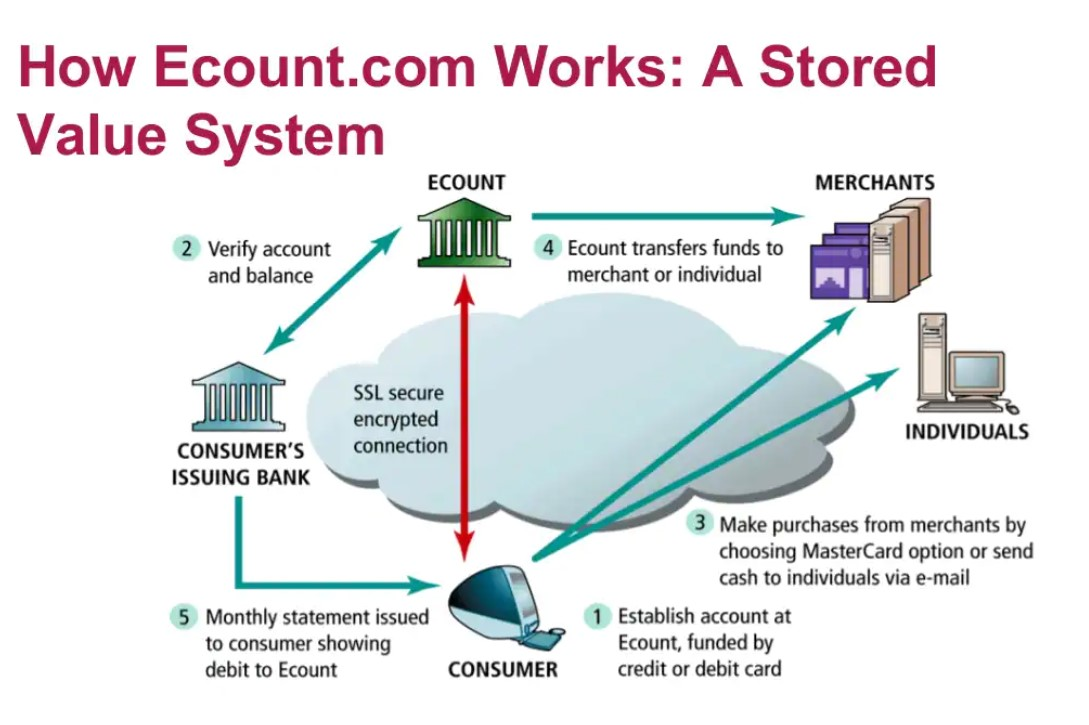 How Ecount.com Works: A Stored
Value System
ECOUNT
MERCHANTS
2 Verify account
and balance
4 Ecount transfers funds to
merchant or individual
SSL secure
encrypted
connection
CONSUMER'S
ISSUING BANK
INDIVIDUALS
3 Make purchases from merchants by
choosing MasterCard option or send
cash to individuals via e-mail
5 Monthly statement issued
to consumer showing
debit to Ecount
CONSUMER
1 Establish account at
Ecount, funded by
credit or debit card